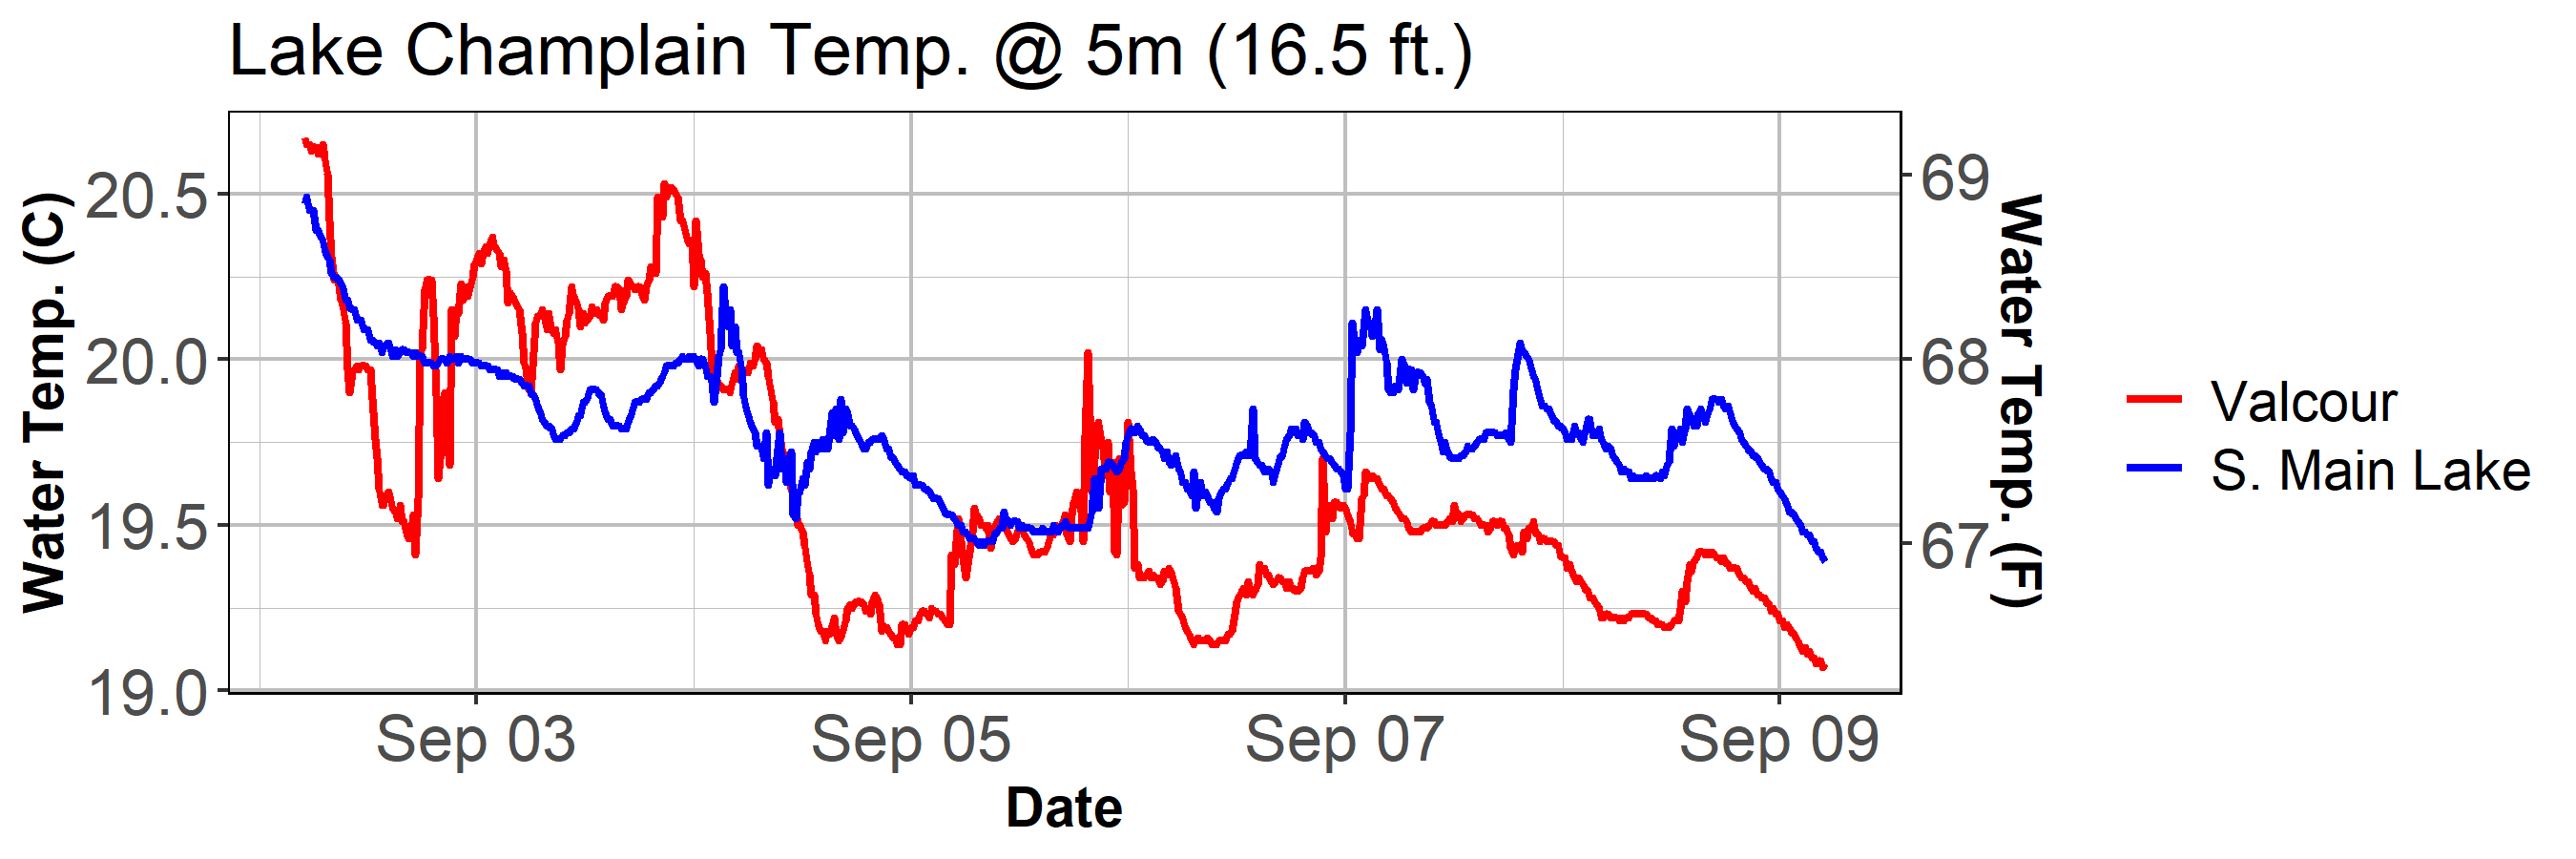 Lake Champlain Temp. @ 5m (16.5 ft.)
Water Temp. (C)
20.5
20.0
19.5
19.0
69
68
67
Water Temp. (F)
Sep 03
Sep 05
Sep 07
Sep 09
Date
Valcour
S. Main Lake